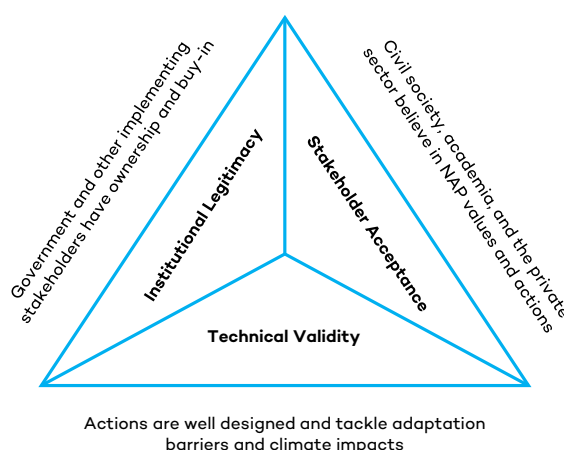 Government and other implementing
stakeholders have ownership and buy-in
Institutional Legitimacy
Stakeholder Acceptance
Civil society, academia, and the private
sector believe in NAP values and actions
Technical Validity
Actions are well designed and tackle adaptation
barriers and climate impacts